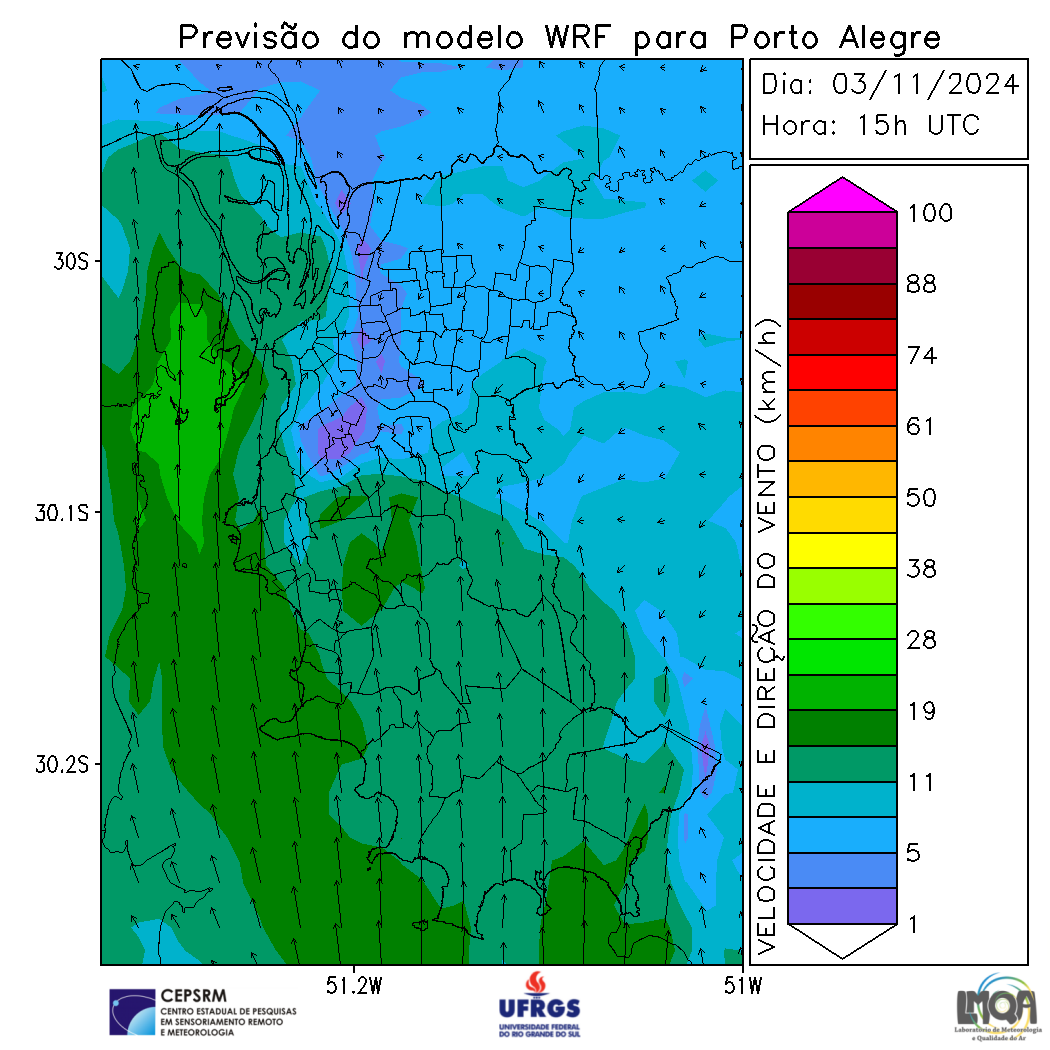 Previsão do modelo WRF para Porto Alegre
Dia: 03/11/2024
Hora: 15h UTC
30S
30.1S
30.2S
51.2W
51W
VELOCIDADE E DIREÇÃO DO VENTO (km/h)
100
88
74
61
50
38
28
19
11
5
1
CEPSRM
CENTRO ESTADUAL DE PESQUISAS
EM SENSORIAMENTO REMOTO
E METEOROLOGIA
UFRGS
UNIVERSIDADE FEDERAL
DO RIO GRANDE DO SUL
LMQA
Laboratório de Meteorologia
e Qualidade do Ar